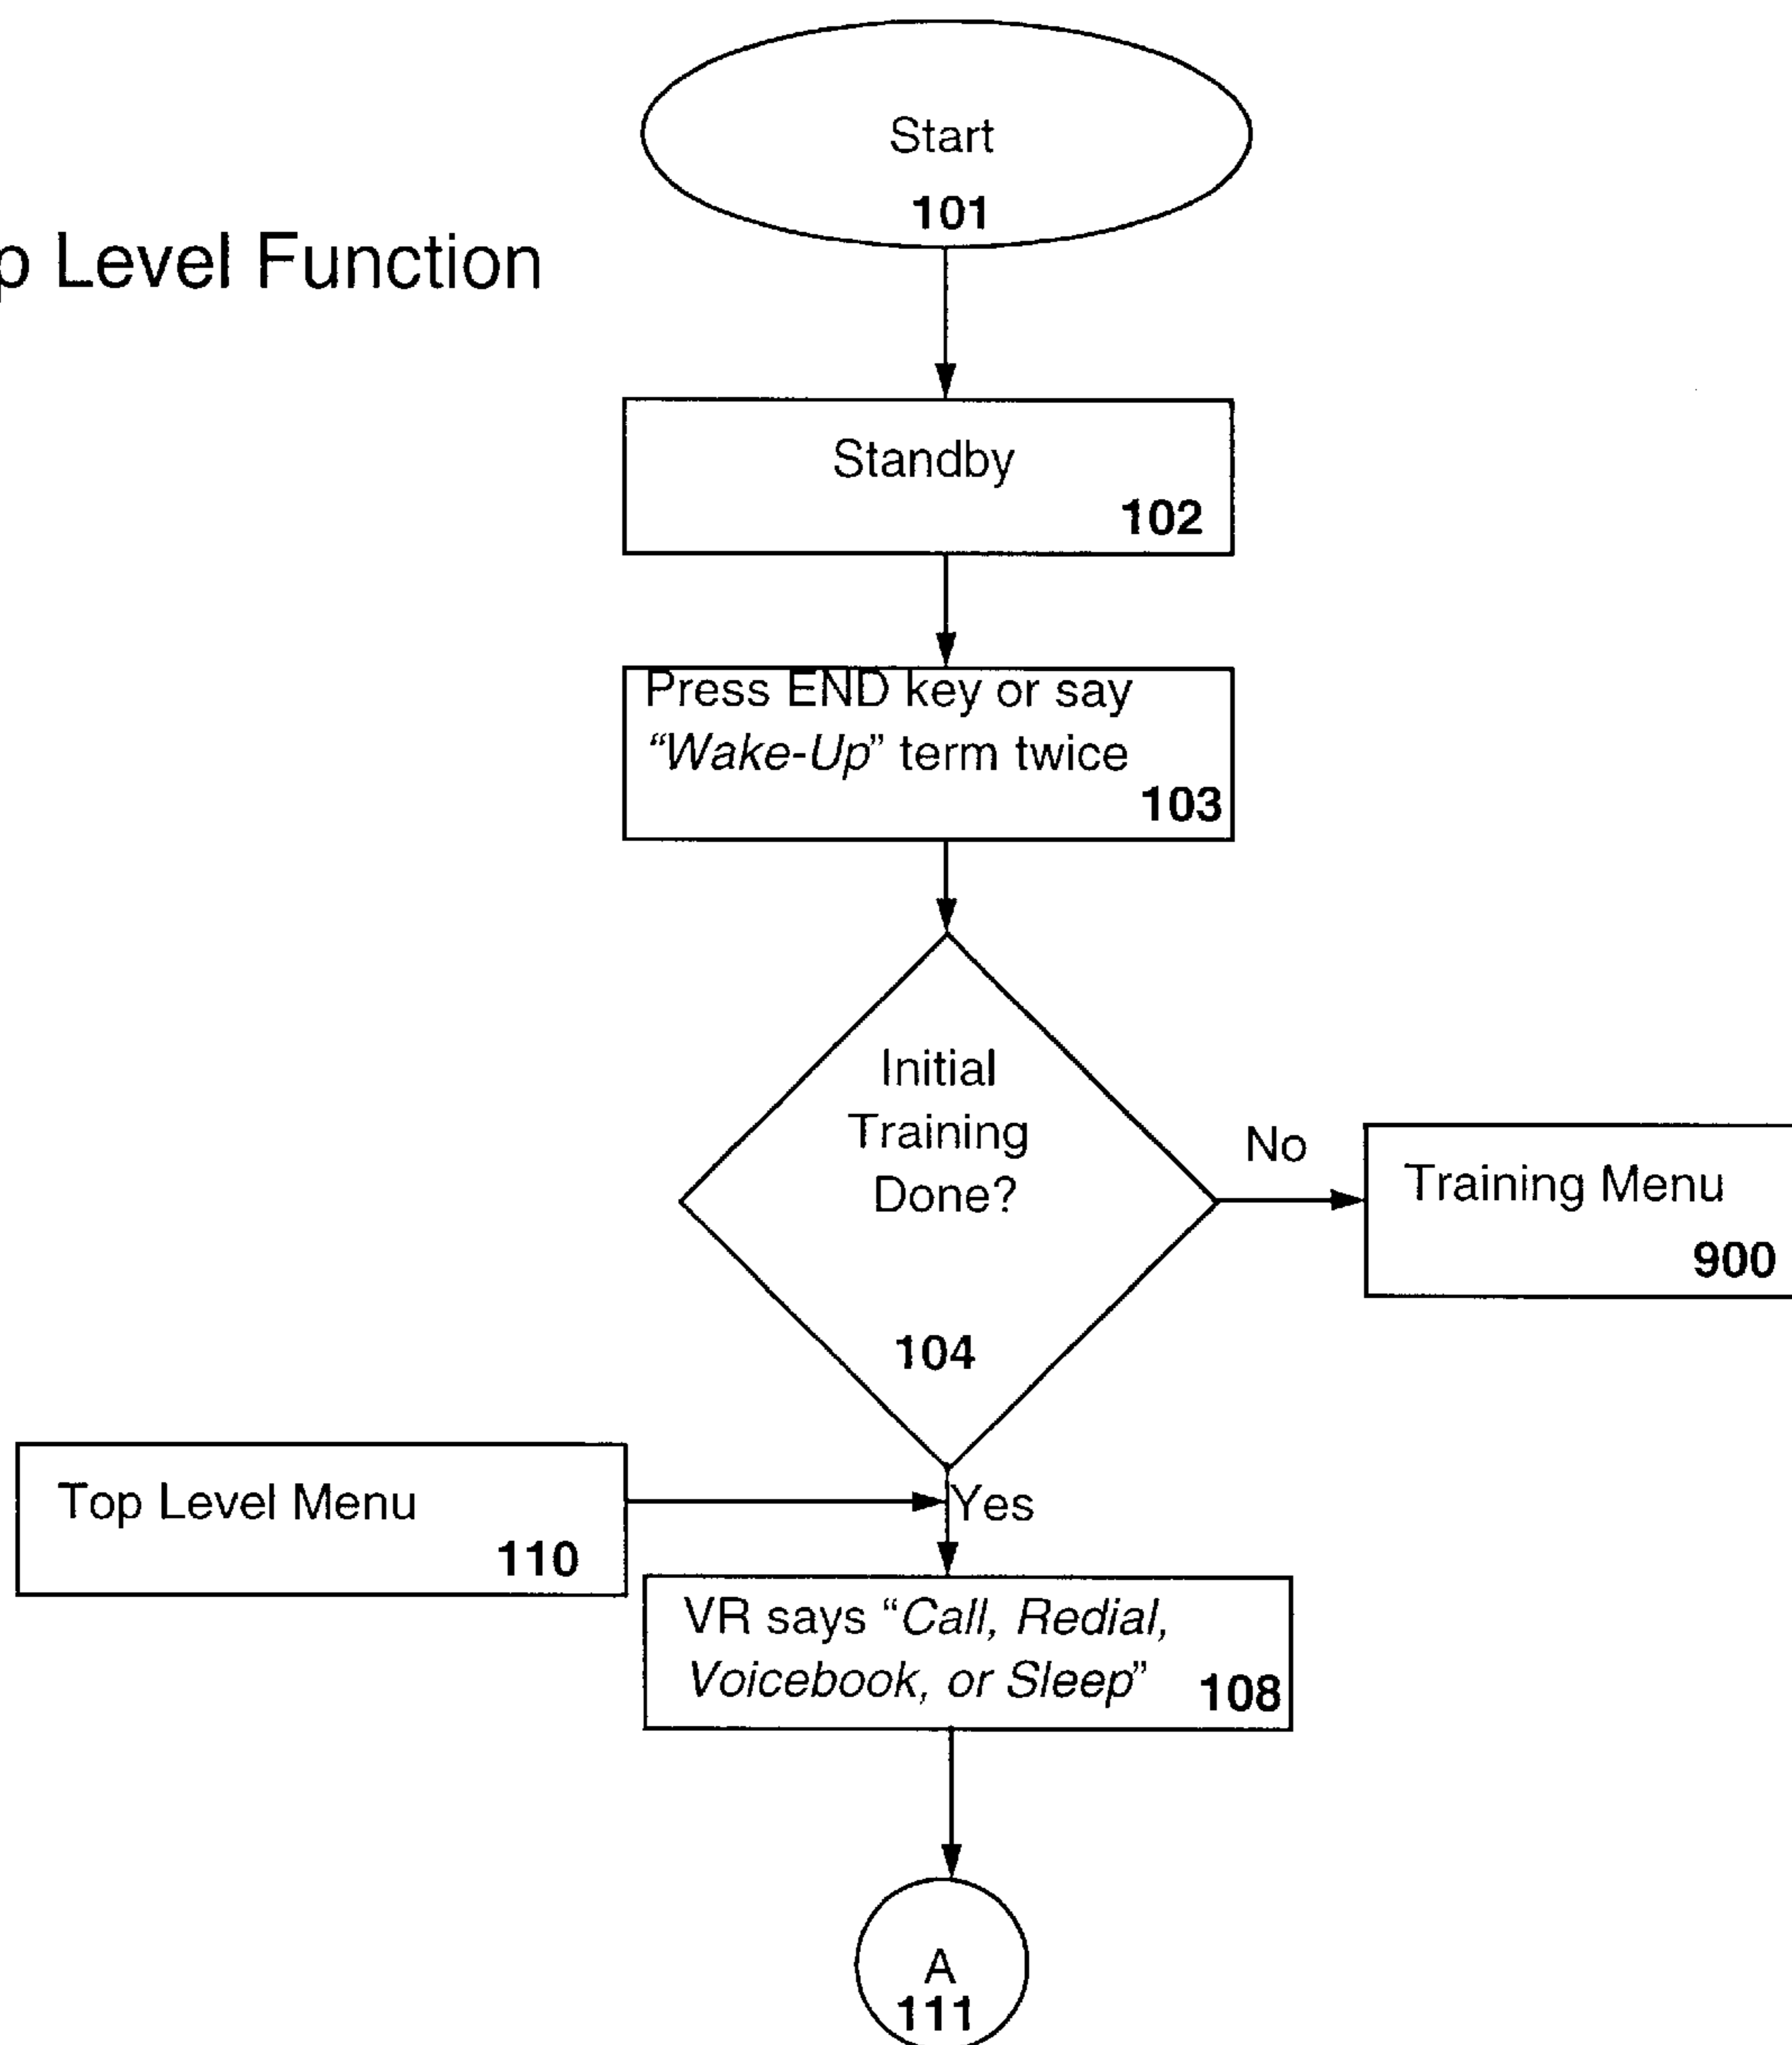 Start
101
p Level Function
Standby
102
Press END key or say
“Wake-Up” term twice
103
Initial
Training
Done?
104
No
Training Menu
900
Top Level Menu
110
Yes
VR says “Call, Redial,
Voicebook, or Sleep”
108
A
111